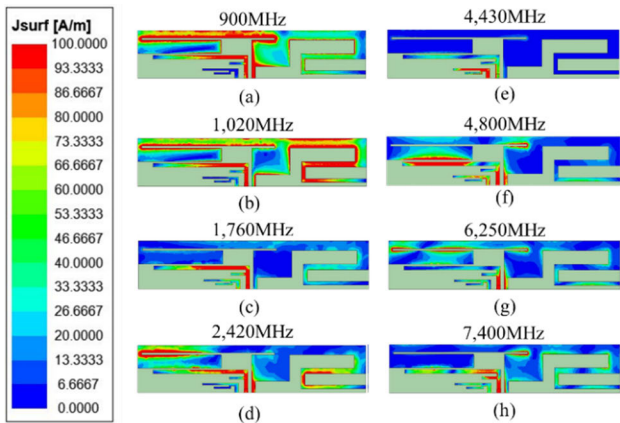 Jsurf [A/m]
100.0000
93.3333
86.6667
80.0000
73.3333
66.6667
60.0000
53.3333
46.6667
40.0000
33.3333
26.6667
20.0000
13.3333
6.6667
0.0000
900MHz
(a)
1,020MHz
(b)
1,760MHz
(c)
2,420MHz
(d)
4,430MHz
(e)
4,800MHz
(f)
6,250MHz
(g)
7,400MHz
(h)